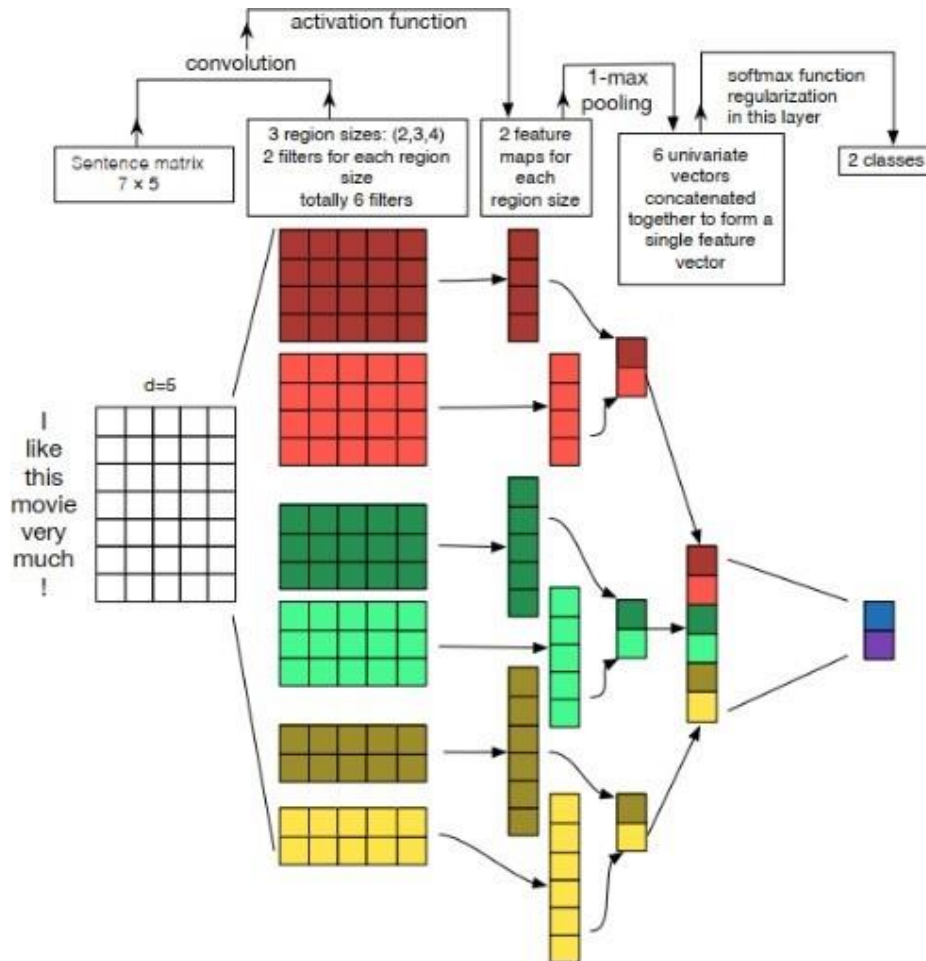 activation function
convolution
1-max
pooling
softmax function
regularization
in this layer
Sentence matrix
7 × 5
3 region sizes: (2,3,4)
2 filters for each region
size
totally 6 filters
2 feature
maps for
each
region size
6 univariate
vectors
concatenated
together to form a
single feature
vector
2 classes
d=5
I
like
this
movie
very
much
!